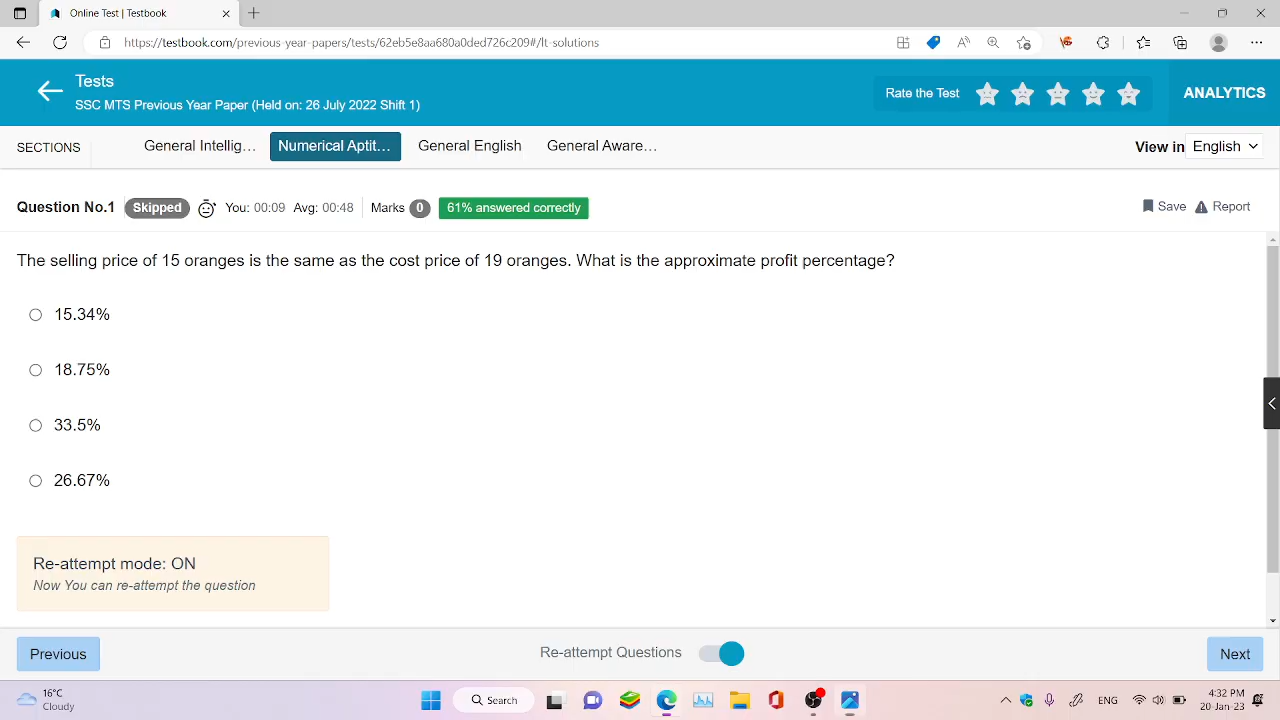 Online Test | Testbook
https://testbook.com/previous-year-papers/tests/62eb5e8aa680a0ded726c209#/lt-solutions
Tests
SSC MTS Previous Year Paper (Held on: 26 July 2022 Shift 1)
Rate the Test
ANALYTICS
SECTIONS
General Intellig...
Numerical Aptit...
General English
General Aware...
View in English
Question No.1 Skipped You: 00:09 Avg: 00:48 Marks 0 61% answered correctly
Save Report
The selling price of 15 oranges is the same as the cost price of 19 oranges. What is the approximate profit percentage?
15.34%
18.75%
33.5%
26.67%
Re-attempt mode: ON
Now You can re-attempt the question
Previous
Re-attempt Questions
Next
16°C
Cloudy
Search
ENG
4:32 PM
20-Jan-23